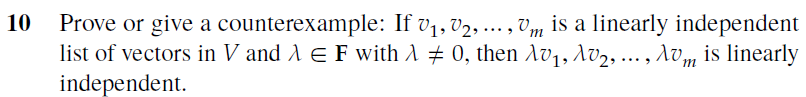 10 Prove or give a counterexample: If v₁, v₂, …, vₘ is a linearly independent
list of vectors in V and λ ∈ F with λ ≠ 0, then λv₁, λv₂, …, λvₘ is linearly
independent.